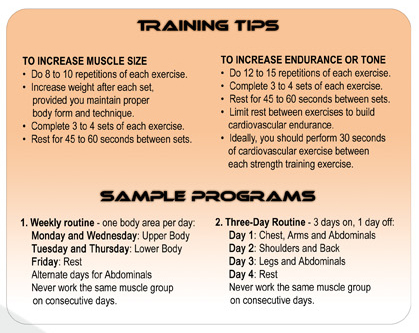 TRAINING TIPS
TO INCREASE MUSCLE SIZE
• Do 8 to 10 repetitions of each exercise.
• Increase weight after each set,
provided you maintain proper
body form and technique.
• Complete 3 to 4 sets of each exercise.
• Rest for 45 to 60 seconds between sets.
TO INCREASE ENDURANCE OR TONE
• Do 12 to 15 repetitions of each exercise.
• Complete 3 to 4 sets of each exercise.
• Rest for 45 to 60 seconds between sets.
• Limit rest between exercises to build
cardiovascular endurance.
• Ideally, you should perform 30 seconds
of cardiovascular exercise between
each strength training exercise.
SAMPLE PROGRAMS
1. Weekly routine - one body area per day:
Monday and Wednesday: Upper Body
Tuesday and Thursday: Lower Body
Friday: Rest
Alternate days for Abdominals
Never work the same muscle group
on consecutive days.
2. Three-Day Routine - 3 days on, 1 day off:
Day 1: Chest, Arms and Abdominals
Day 2: Shoulders and Back
Day 3: Legs and Abdominals
Day 4: Rest
Never work the same muscle group
on consecutive days.